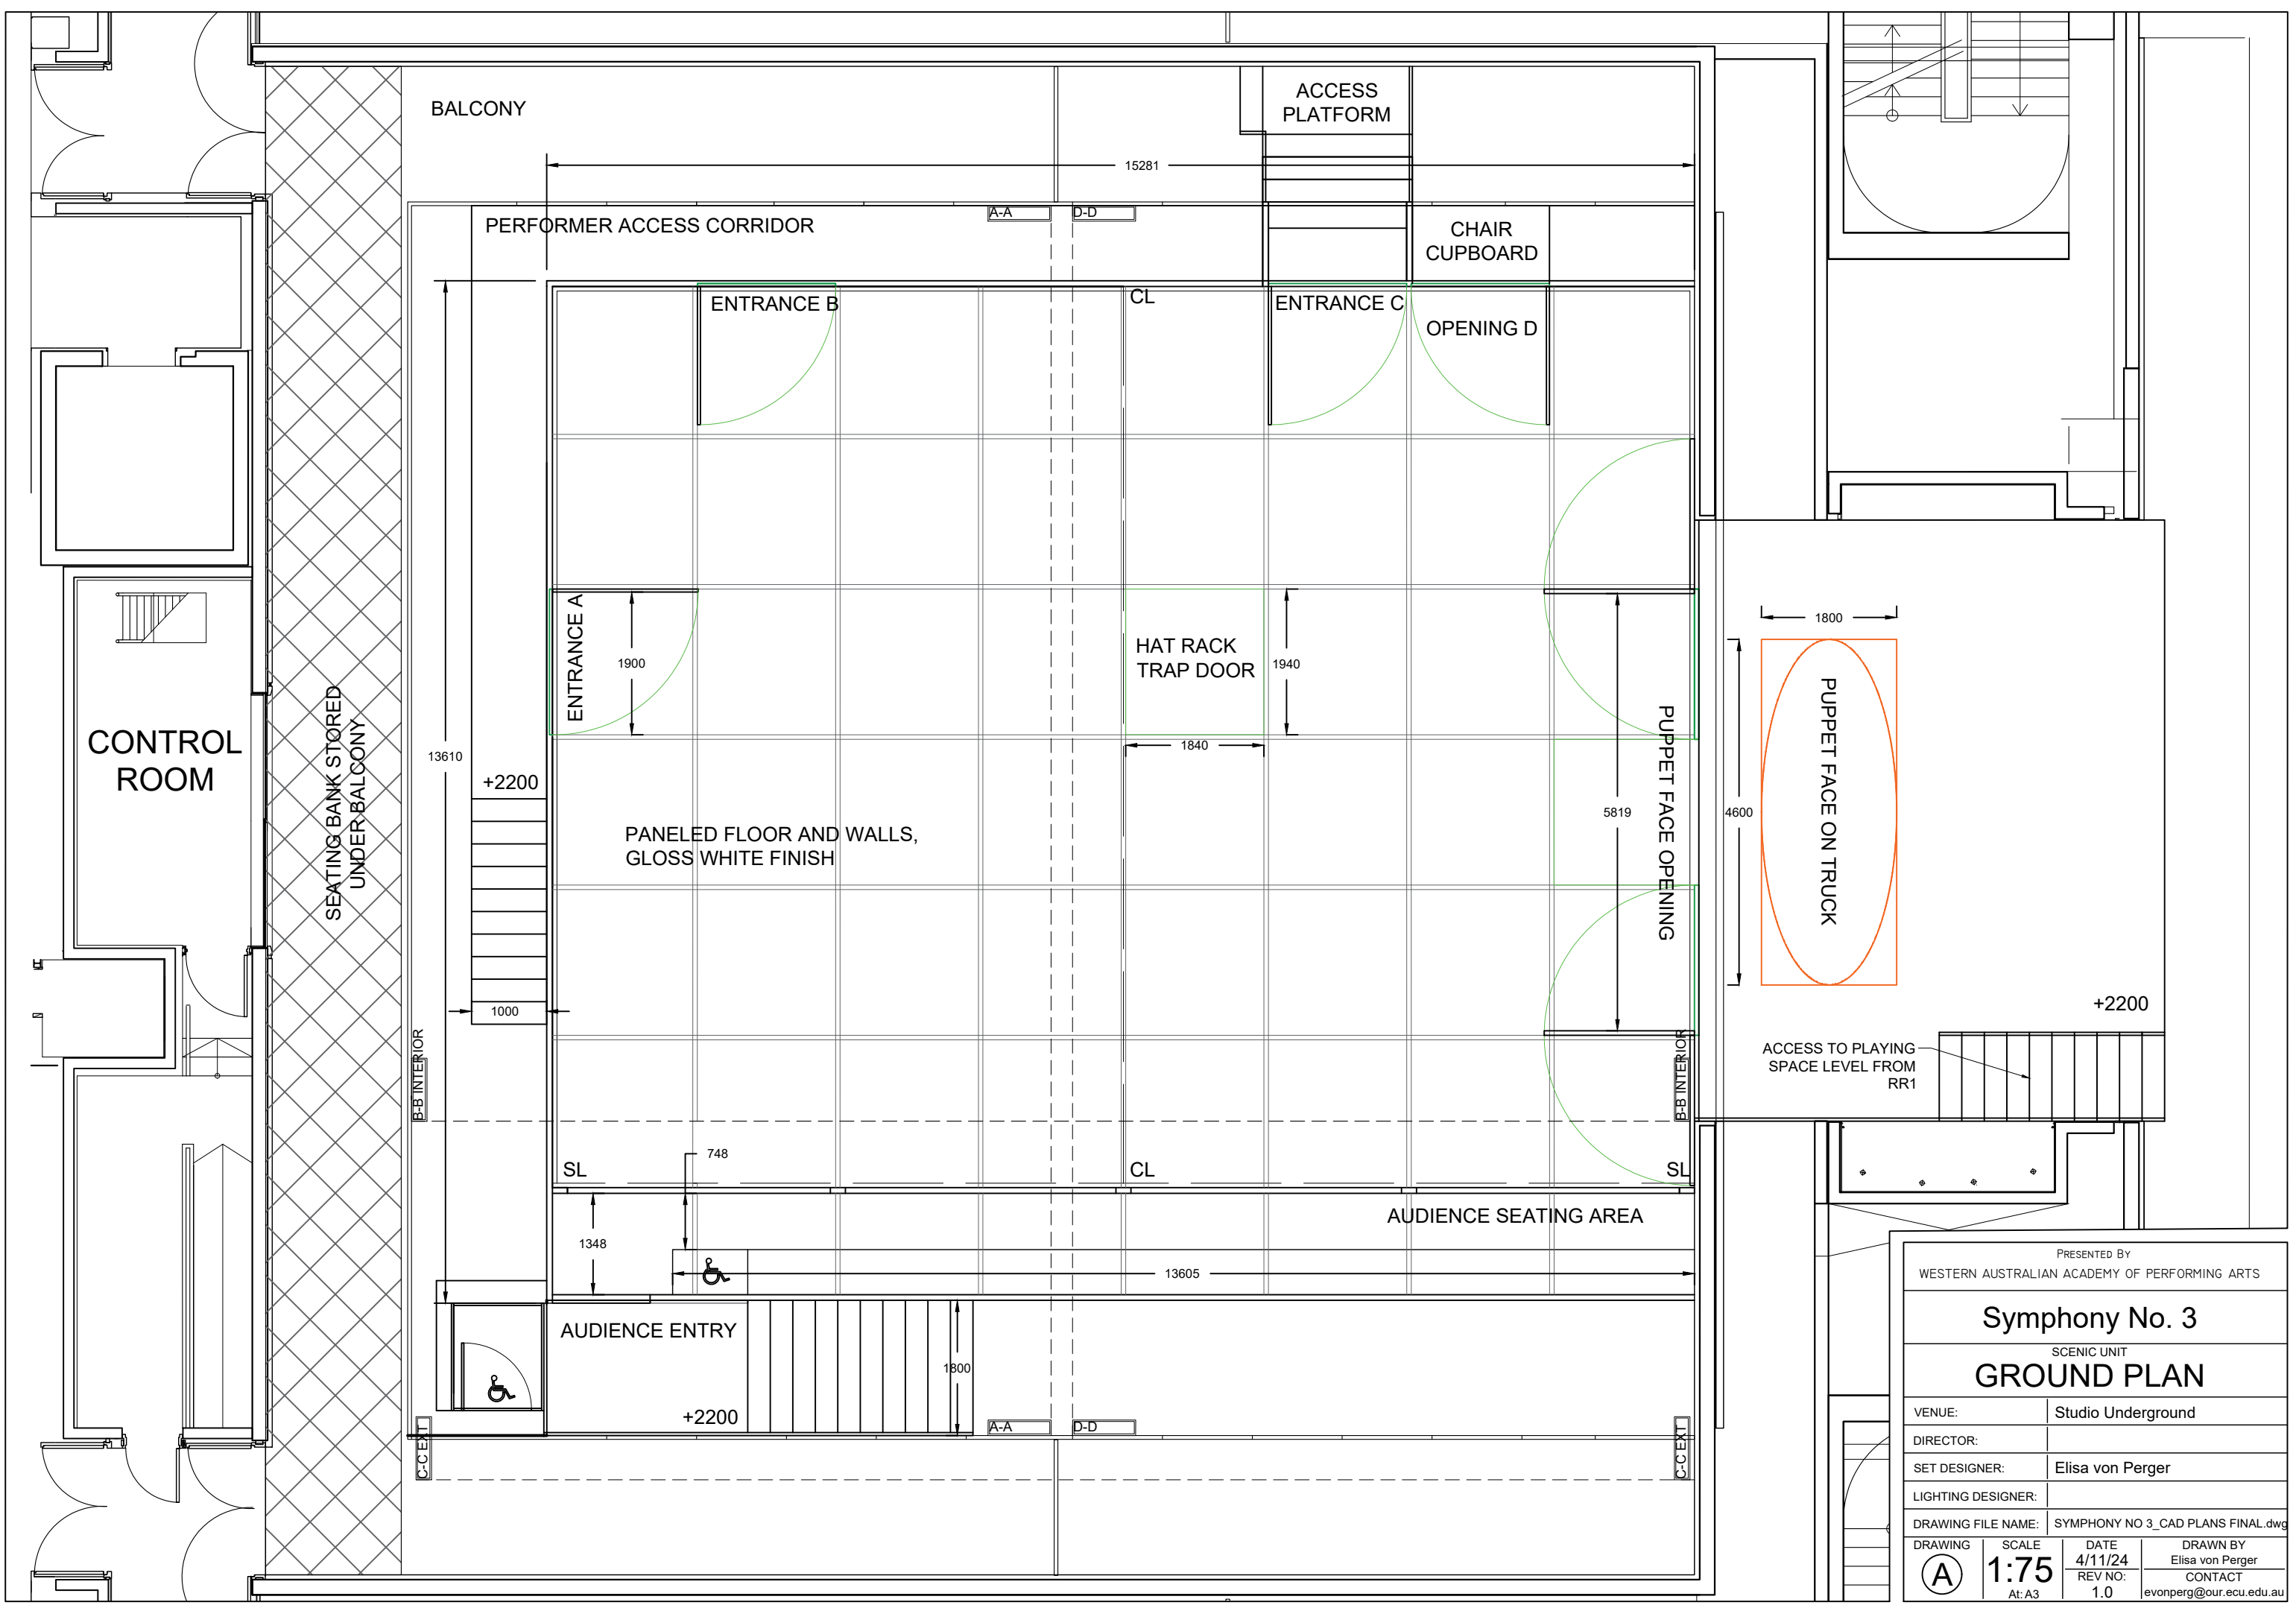 BALCONY
ACCESS
PLATFORM
15281
PERFORMER ACCESS CORRIDOR
A-A
D-D
CHAIR
CUPBOARD
ENTRANCE B
CL
ENTRANCE C
OPENING D
ENTRANCE A
1900
HAT RACK
TRAP DOOR
1940
1840
1800
CONTROL
ROOM
SEATING BANK STORED
UNDER BALCONY
13610
+2200
PANELED FLOOR AND WALLS,
GLOSS WHITE FINISH
5819
PUPPET FACE OPENING
4600
PUPPET FACE ON TRUCK
1000
+2200
B-B INTERIOR
B-B INTERIOR
ACCESS TO PLAYING
SPACE LEVEL FROM
RR1
748
SL
CL
SL
1348
AUDIENCE SEATING AREA
13605
AUDIENCE ENTRY
1800
+2200
A-A
D-D
C-C EXT
C-C EXT
PRESENTED BY
WESTERN AUSTRALIAN ACADEMY OF PERFORMING ARTS
Symphony No. 3
SCENIC UNIT
GROUND PLAN
VENUE: Studio Underground
DIRECTOR:
SET DESIGNER: Elisa von Perger
LIGHTING DESIGNER:
DRAWING FILE NAME: SYMPHONY NO 3_CAD PLANS FINAL.dwg
DRAWING
A
SCALE
1:75
At: A3
DATE
4/11/24
REV NO:
1.0
DRAWN BY
Elisa von Perger
CONTACT
evonperg@our.ecu.edu.au